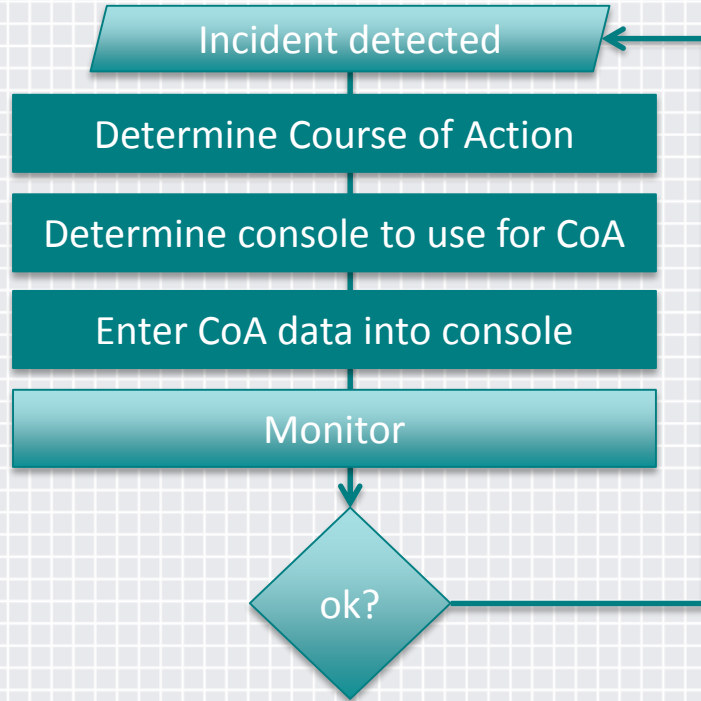 Incident detected
Determine Course of Action
Determine console to use for CoA
Enter CoA data into console
Monitor
ok?